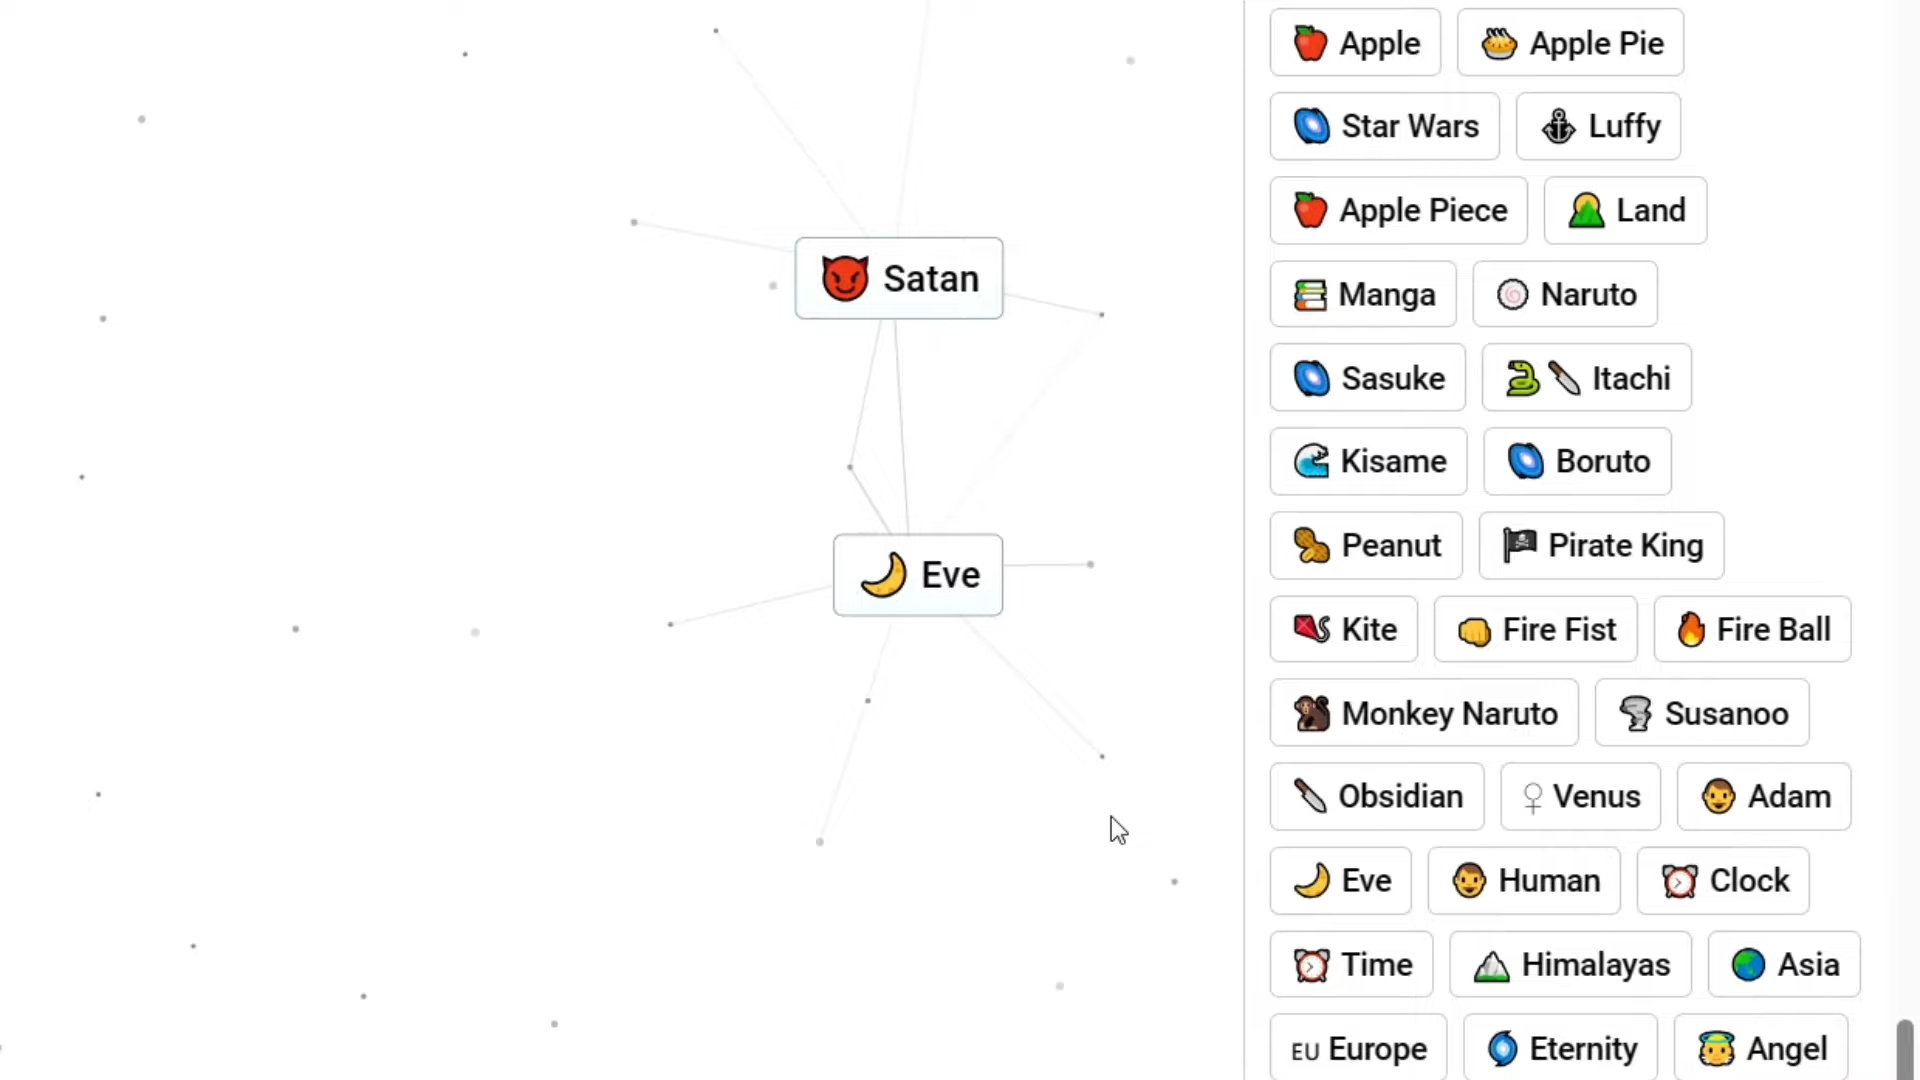 Apple Apple Pie
Star Wars Luffy
Apple Piece Land
Satan
Manga Naruto
Sasuke Itachi
Kisame Boruto
Eve
Peanut Pirate King
Kite Fire Fist Fire Ball
Monkey Naruto Susanoo
Obsidian Venus Adam
Eve Human Clock
Time Himalayas Asia
EU Europe Eternity Angel